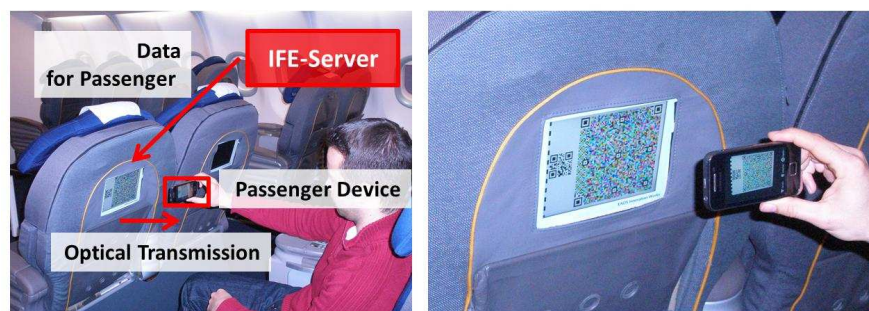 Data
for Passenger
IFE-Server
Passenger Device
Optical Transmission